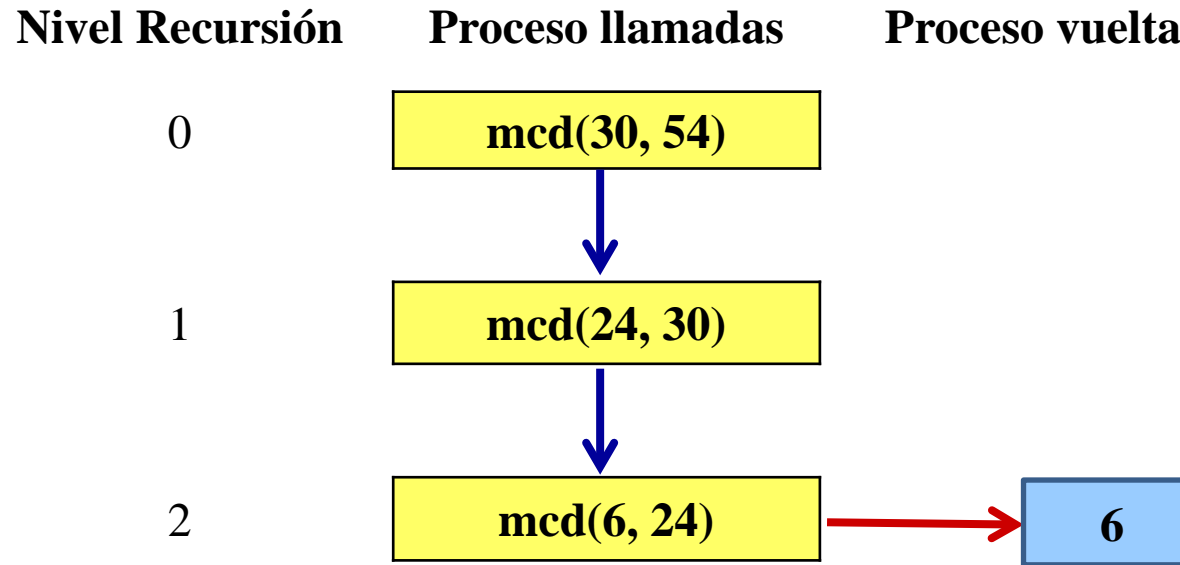 Nivel Recursión Proceso llamadas Proceso vuelta
0 mcd(30, 54)
1 mcd(24, 30)
2 mcd(6, 24) 6